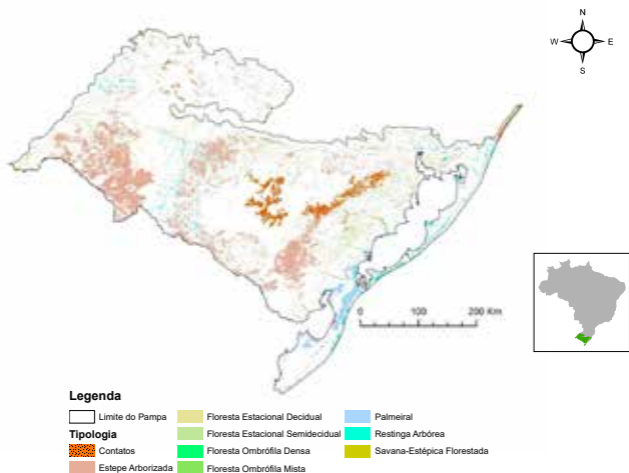 N
W E
S
0 100 200 Km
Legenda
Limite do Pampa
Tipologia
Contatos
Estepe Arborizada
Floresta Estacional Decidual
Floresta Estacional Semidecidual
Floresta Ombrófila Densa
Floresta Ombrófila Mista
Palmeiral
Restinga Arbórea
Savana-Estépica Florestada